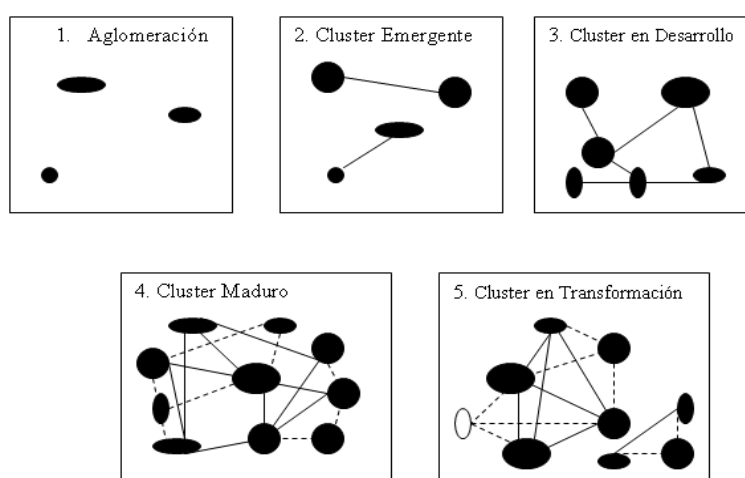 1. Aglomeración
2. Cluster Emergente
3. Cluster en Desarrollo
4. Cluster Maduro
5. Cluster en Transformación